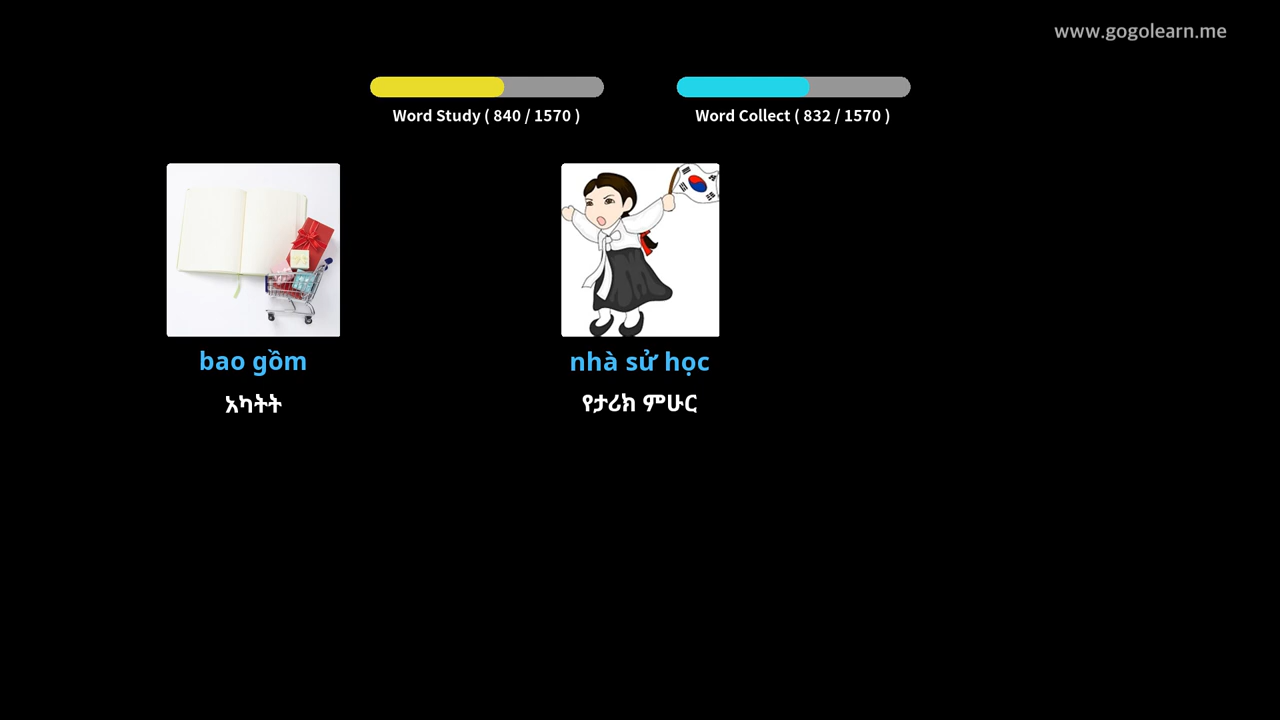 www.gogolearn.me
Word Study ( 840 / 1570 )
Word Collect ( 832 / 1570 )
bao gồm
አካትት
nhà sử học
የታሪክ ምሁር